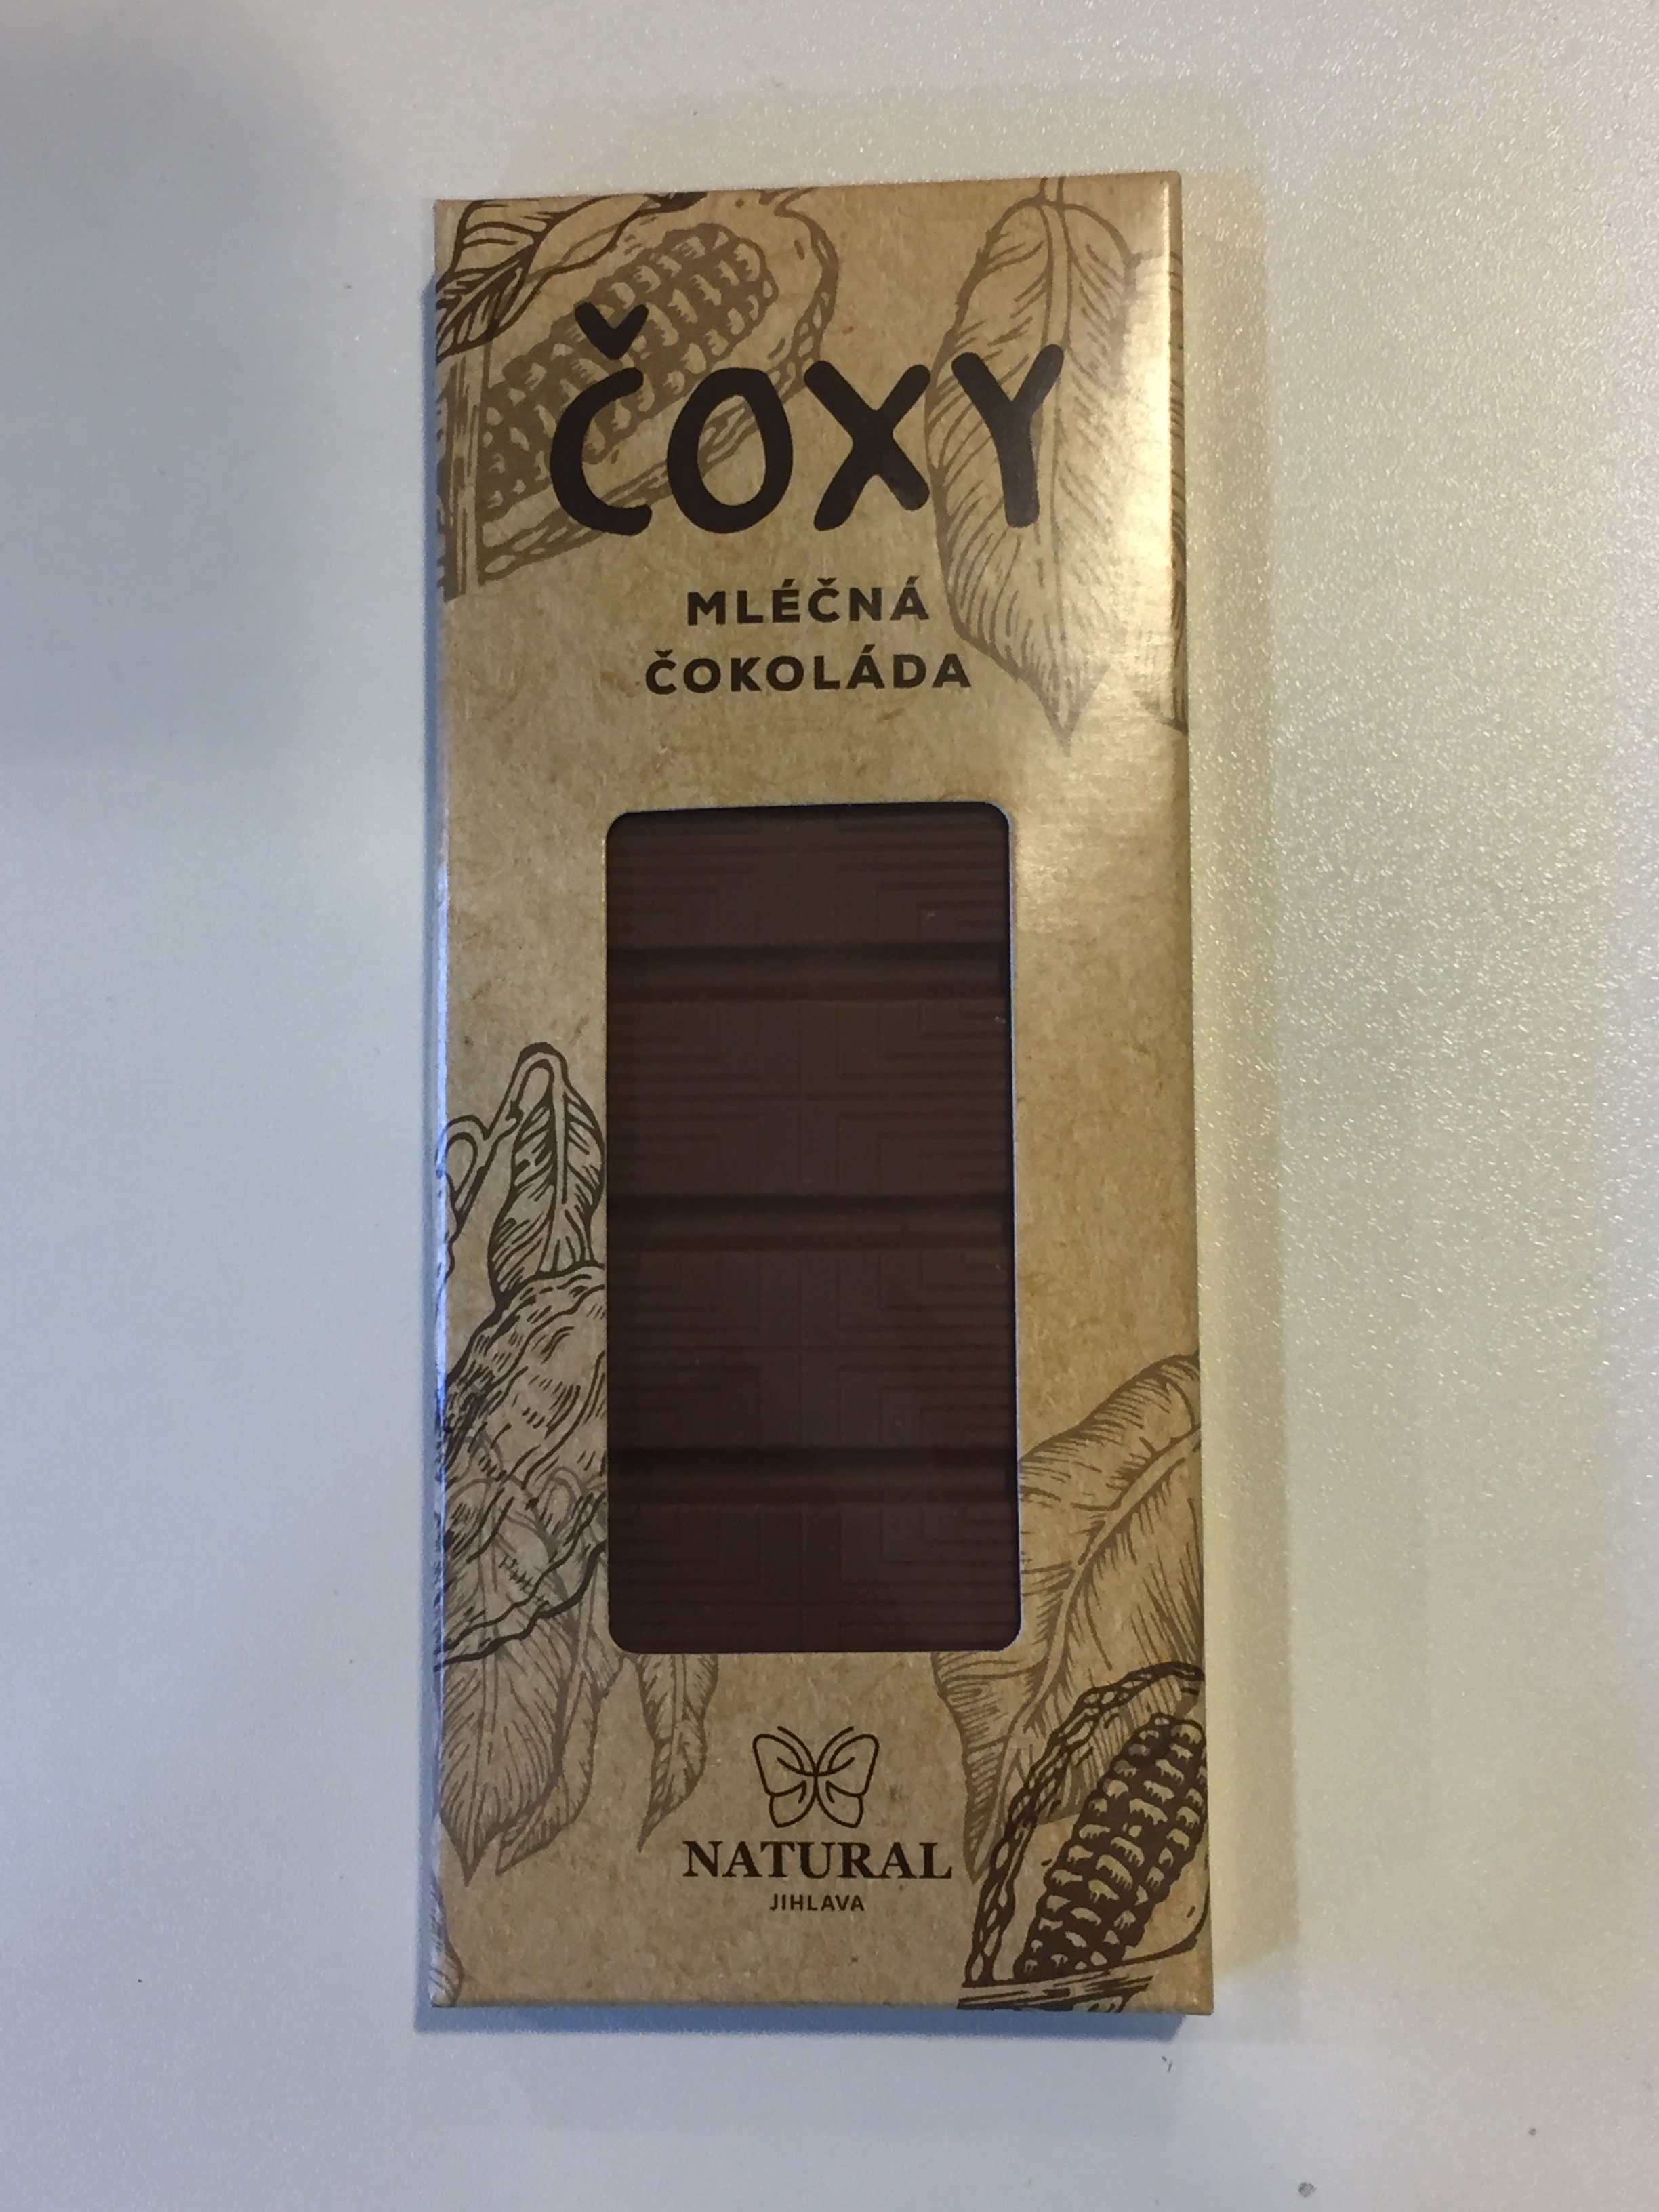 ČOXY
MLÉČNÁ
ČOKOLÁDA
NATURAL
JIHLAVA